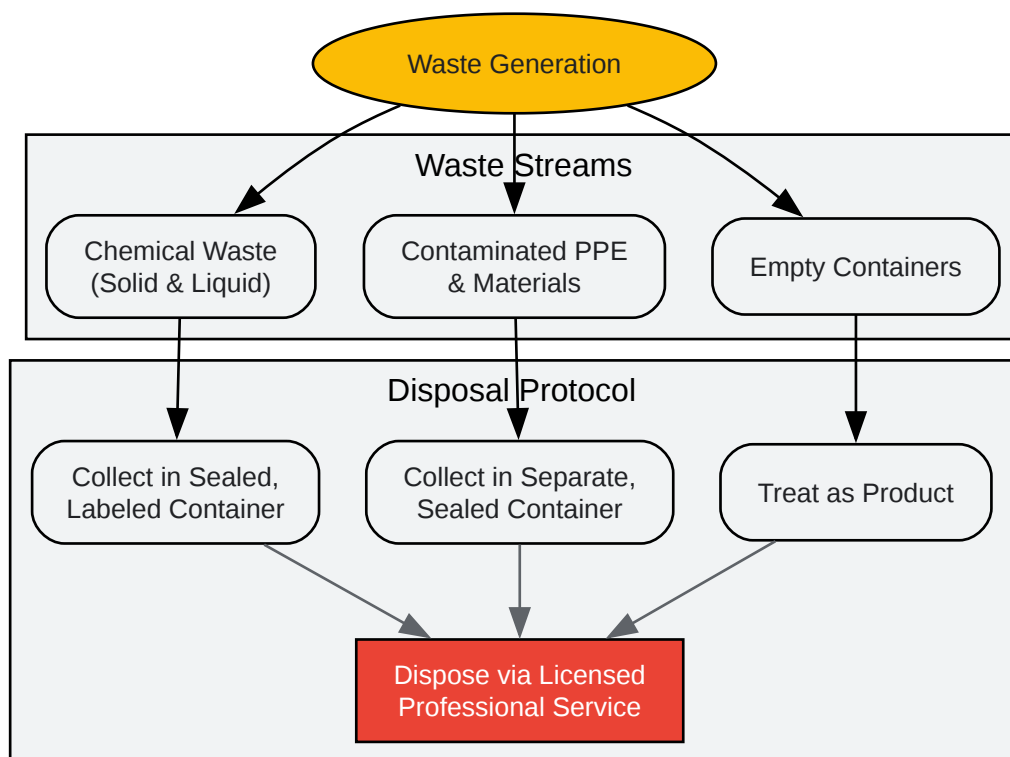 Waste Generation
Waste Streams
Chemical Waste
(Solid & Liquid)
Contaminated PPE
& Materials
Empty Containers
Disposal Protocol
Collect in Sealed,
Labeled Container
Collect in Separate,
Sealed Container
Treat as Product
Dispose via Licensed
Professional Service